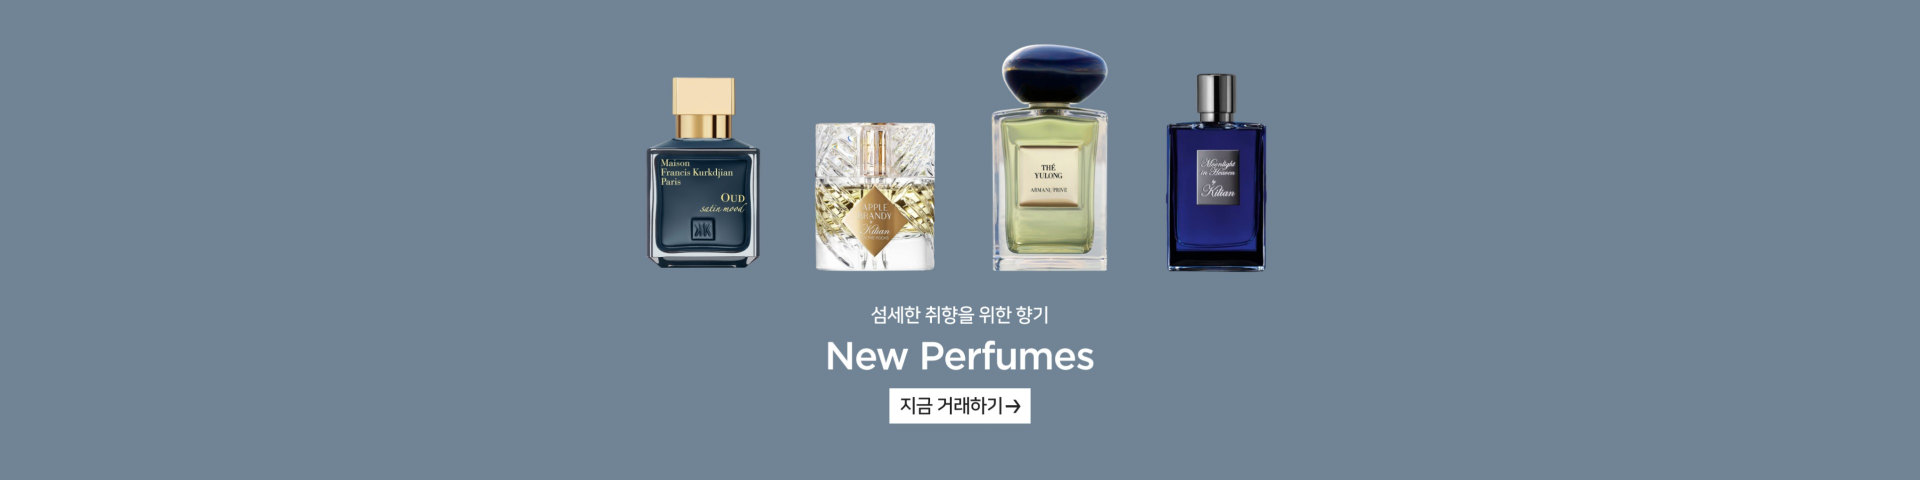 Maison
Francis Kurkdjian
Paris
OUD
satin mood
APPLE
BRANDY
Kilian
THÉ
YULONG
ARMANI/PRIVÉ
Moonlight
in Heaven
by
Kilian
섬세한 취향을 위한 향기
New Perfumes
지금 거래하기→